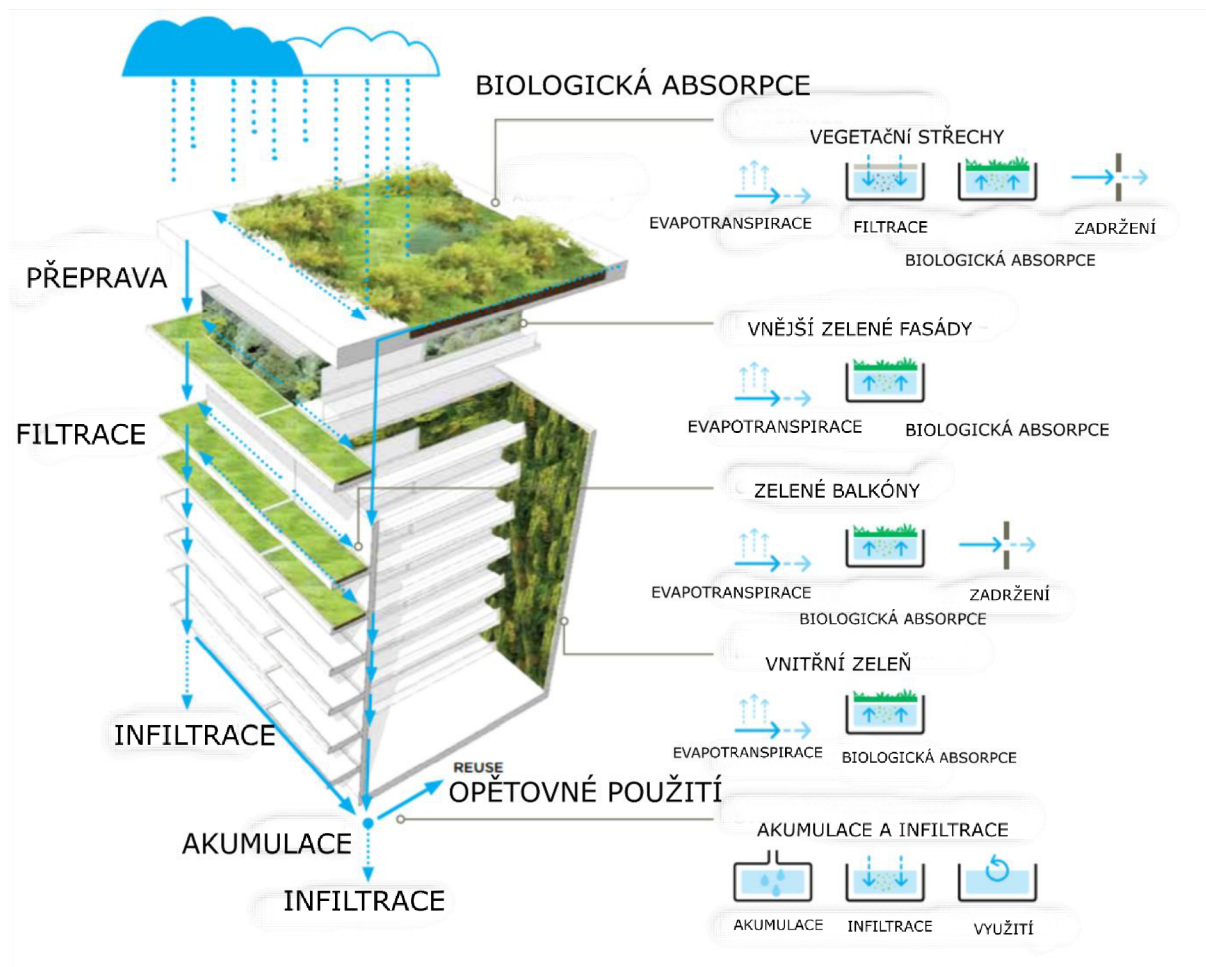 BIOLOGICKÁ ABSORPCE
VEGETAčNÍ STŘECHY
EVAPOTRANSPIRACE
FILTRACE
ZADRŽENÍ
BIOLOGICKÁ ABSORPCE
PŘEPRAVA
VNĚJŠÍ ZELENÉ FASÁDY
EVAPOTRANSPIRACE
BIOLOGICKÁ ABSORPCE
FILTRACE
ZELENÉ BALKÓNY
EVAPOTRANSPIRACE
ZADRŽENÍ
BIOLOGICKÁ ABSORPCE
VNITŘNÍ ZELEŇ
EVAPOTRANSPIRACE
BIOLOGICKÁ ABSORPCE
INFILTRACE
REUSE
OPĚTOVNÉ POUŽITÍ
AKUMULACE
INFILTRACE
AKUMULACE A INFILTRACE
AKUMULACE
INFILTRACE
VYUŽITÍ